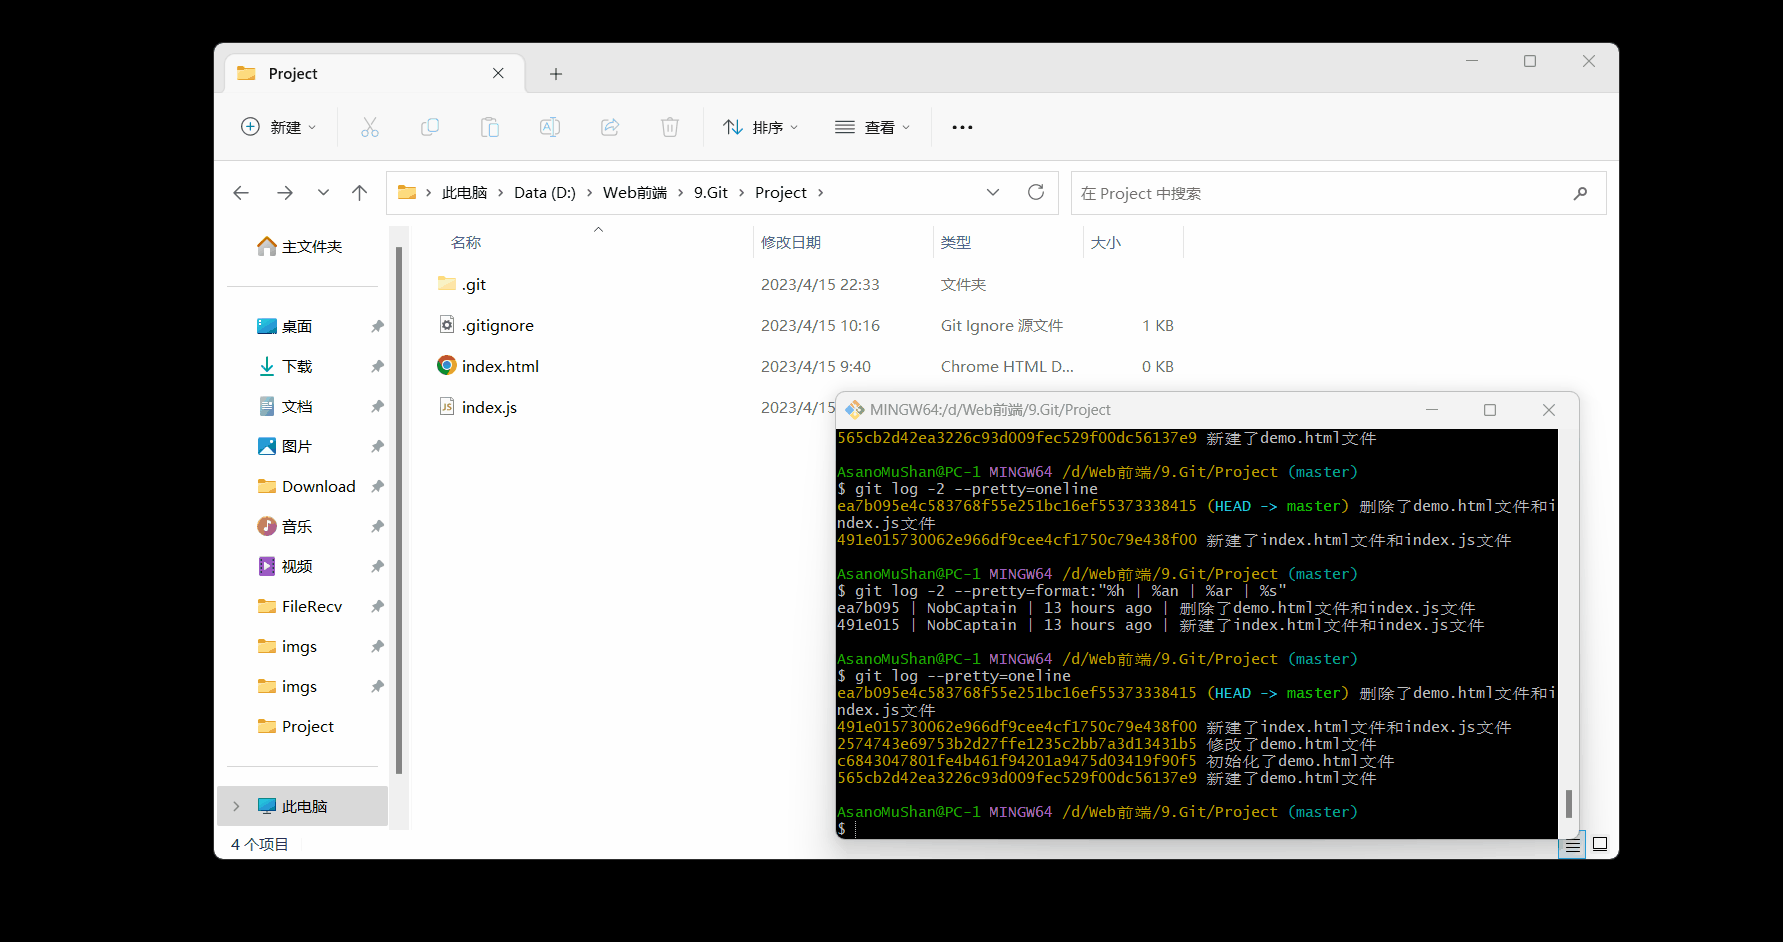 Project
新建
排序
查看
此电脑 Data (D:) Web前端 9.Git Project
在 Project 中搜索
主文件夹
桌面
下载
文档
图片
Download
音乐
视频
FileRecv
imgs
imgs
Project
此电脑
4 个项目
名称 修改日期 类型 大小
.git 2023/4/15 22:33 文件夹
.gitignore 2023/4/15 10:16 Git Ignore 源文件 1 KB
index.html 2023/4/15 9:40 Chrome HTML D... 0 KB
index.js 2023/4/15
MINGW64:/d/Web前端/9.Git/Project
565cb2d42ea3226c93d009fec529f00dc56137e9 新建了demo.html文件
AsanoMuShan@PC-1 MINGW64 /d/Web前端/9.Git/Project (master)
$ git log -2 --pretty=oneline
ea7b095e4c583768f55e251bc16ef55373338415 (HEAD -> master) 删除了demo.html文件和i
ndex.js文件
491e015730062e966df9cee4cf1750c79e438f00 新建了index.html文件和index.js文件
AsanoMuShan@PC-1 MINGW64 /d/Web前端/9.Git/Project (master)
$ git log -2 --pretty=format:"%h | %an | %ar | %s"
ea7b095 | NobCaptain | 13 hours ago | 删除了demo.html文件和index.js文件
491e015 | NobCaptain | 13 hours ago | 新建了index.html文件和index.js文件
AsanoMuShan@PC-1 MINGW64 /d/Web前端/9.Git/Project (master)
$ git log --pretty=oneline
ea7b095e4c583768f55e251bc16ef55373338415 (HEAD -> master) 删除了demo.html文件和i
ndex.js文件
491e015730062e966df9cee4cf1750c79e438f00 新建了index.html文件和index.js文件
2574743e69753b2d27ffe1235c2bb7a3d13431b5 修改了demo.html文件
c6843047801fe4b461f94201a9475d03419f90f5 初始化了demo.html文件
565cb2d42ea3226c93d009fec529f00dc56137e9 新建了demo.html文件
AsanoMuShan@PC-1 MINGW64 /d/Web前端/9.Git/Project (master)
$